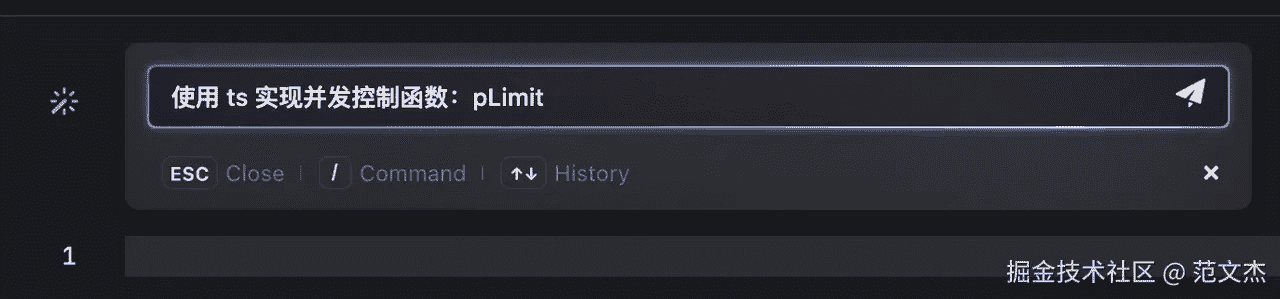 使用 ts 实现并发控制函数：pLimit
ESC Close / Command ↑↓ History ×
1
掘金技术社区 @ 范文杰